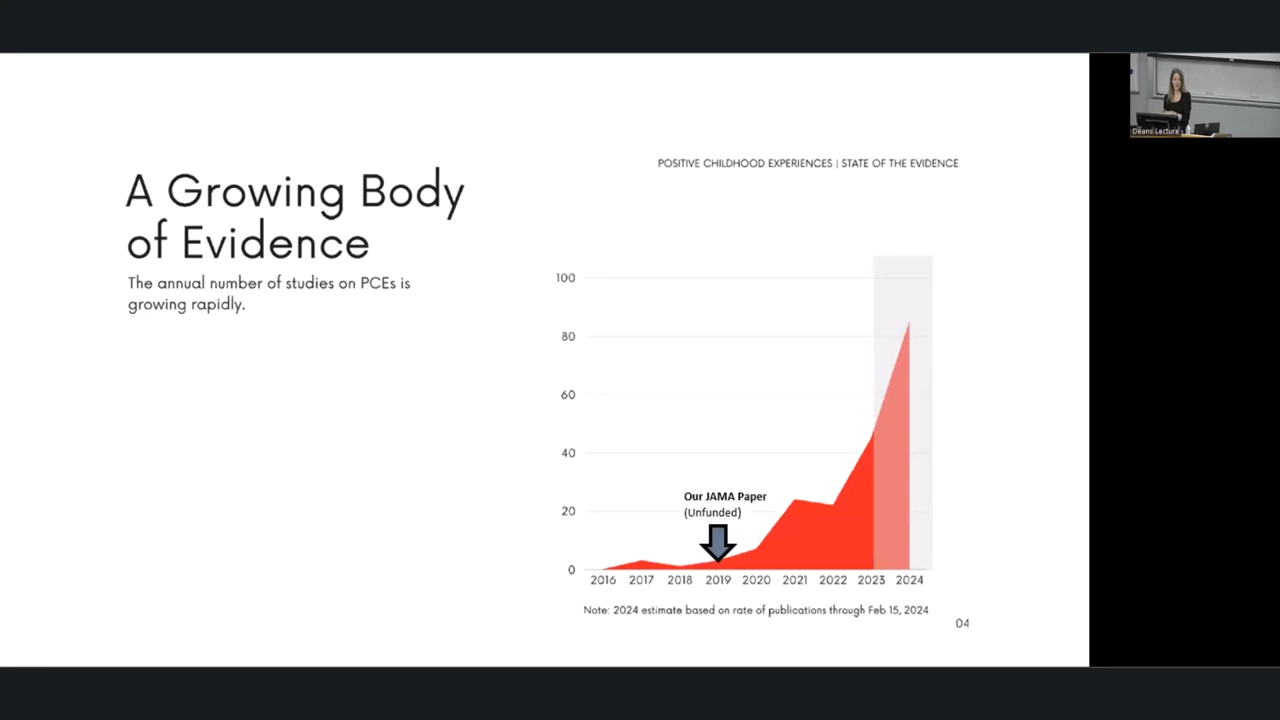 POSITIVE CHILDHOOD EXPERIENCES | STATE OF THE EVIDENCE
A Growing Body
of Evidence
The annual number of studies on PCEs is
growing rapidly.
100
80
60
40
20
0
Our JAMA Paper
(Unfunded)
2016 2017 2018 2019 2020 2021 2022 2023 2024
Note: 2024 estimate based on rate of publications through Feb 15, 2024
04
Deans Lecture